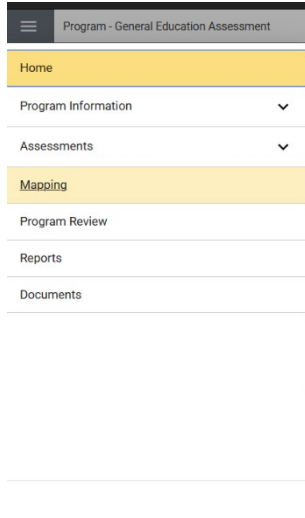 Program - General Education Assessment
Home
Program Information
Assessments
Mapping
Program Review
Reports
Documents